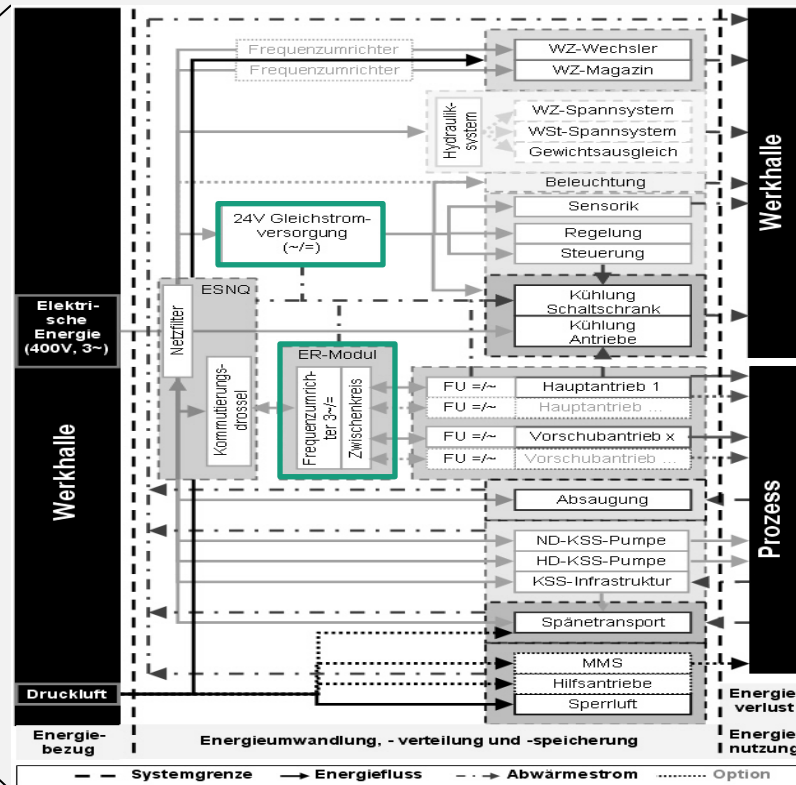 Werkhalle
Elektri-
sche
Energie
(400V, 3~)
Druckluft
Energie-
bezug
Frequenzumrichter
Frequenzumrichter
WZ-Wechsler
WZ-Magazin
Hydraulik-
system
WZ-Spannsystem
WSt-Spannsystem
Gewichtsausgleich
Beleuchtung
24V Gleichstrom-
versorgung
(~/=)
Sensorik
Regelung
Steuerung
ESNQ
Netzfilter
Kommutierungs-
drossel
Kühlung
Schaltschrank
Kühlung
Antriebe
ER-Modul
Frequenzumrich-
ter 3~/=
Zwischenkreis
FU =/~ Hauptantrieb 1
FU =/~ Hauptantrieb ...
FU =/~ Vorschubantrieb x
FU =/~ Vorschubantrieb ...
Absaugung
ND-KSS-Pumpe
HD-KSS-Pumpe
KSS-Infrastruktur
Spänetransport
MMS
Hilfsantriebe
Sperrluft
Werkhalle
Prozess
Energie
verlust
Energie
nutzung
Energieumwandlung, - verteilung und -speicherung
Systemgrenze Energiefluss Abwärmestrom Option